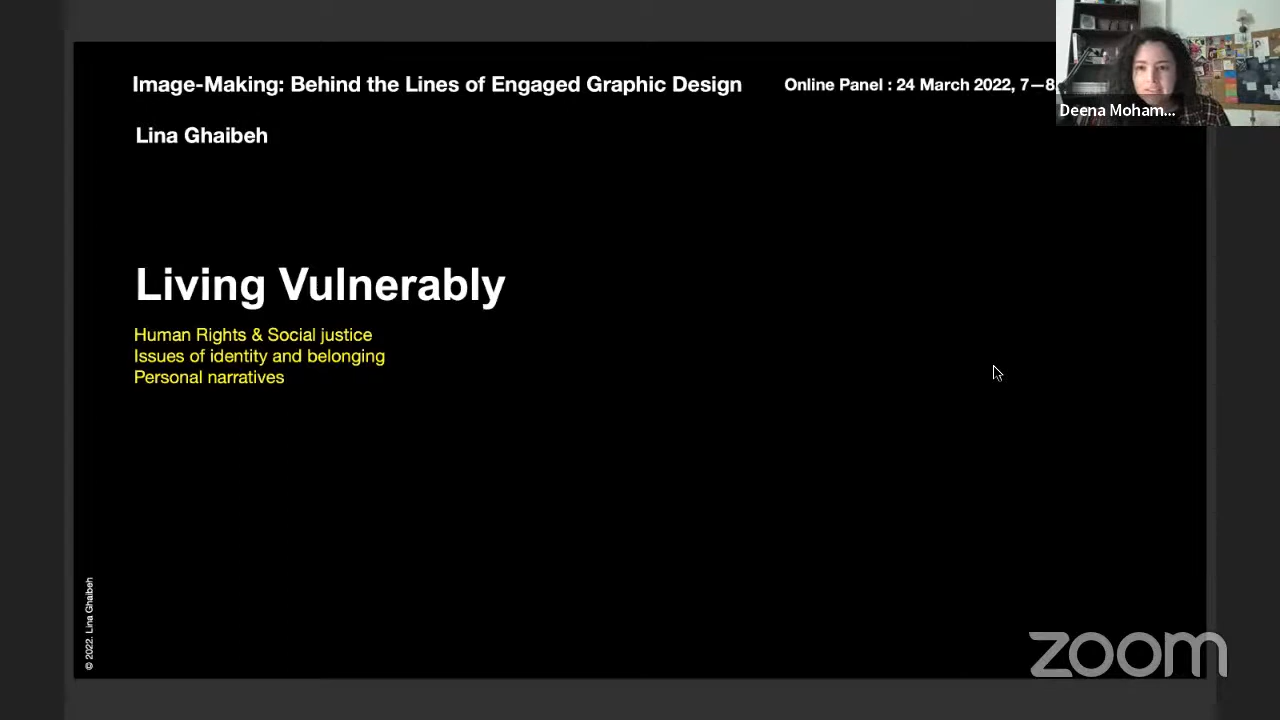 Image-Making: Behind the Lines of Engaged Graphic Design
Online Panel : 24 March 2022, 7—8
Deena Moham...
Lina Ghaibeh
Living Vulnerably
Human Rights & Social justice
Issues of identity and belonging
Personal narratives
© 2022. Lina Ghaibeh
zoom